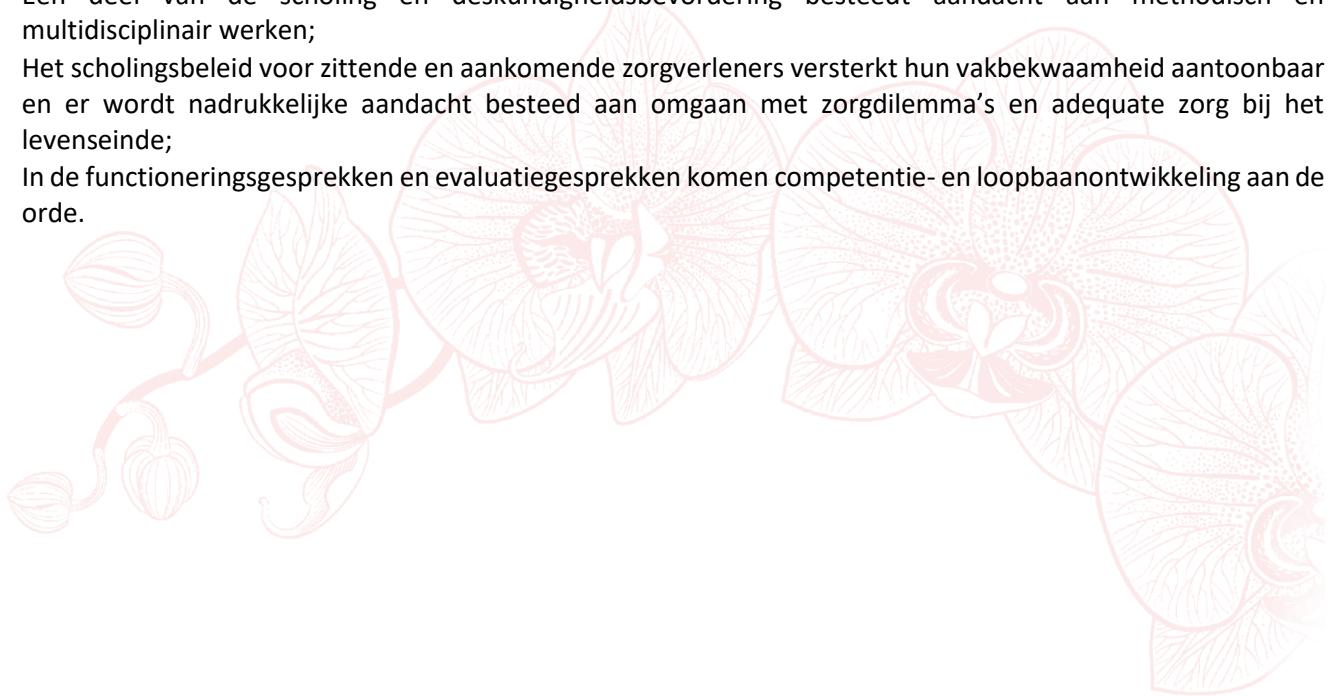 Een deel van de scholing en deskundigheidsbevordering besteedt aandacht aan methodisch en
multidisciplinair werken;
Het scholingsbeleid voor zittende en aankomende zorgverleners versterkt hun vakbekwaamheid aantoonbaar
en er wordt nadrukkelijke aandacht besteed aan omgaan met zorgdilemma’s en adequate zorg bij het
levenseinde;
In de functioneringsgesprekken en evaluatiegesprekken komen competentie- en loopbaanontwikkeling aan de
orde.